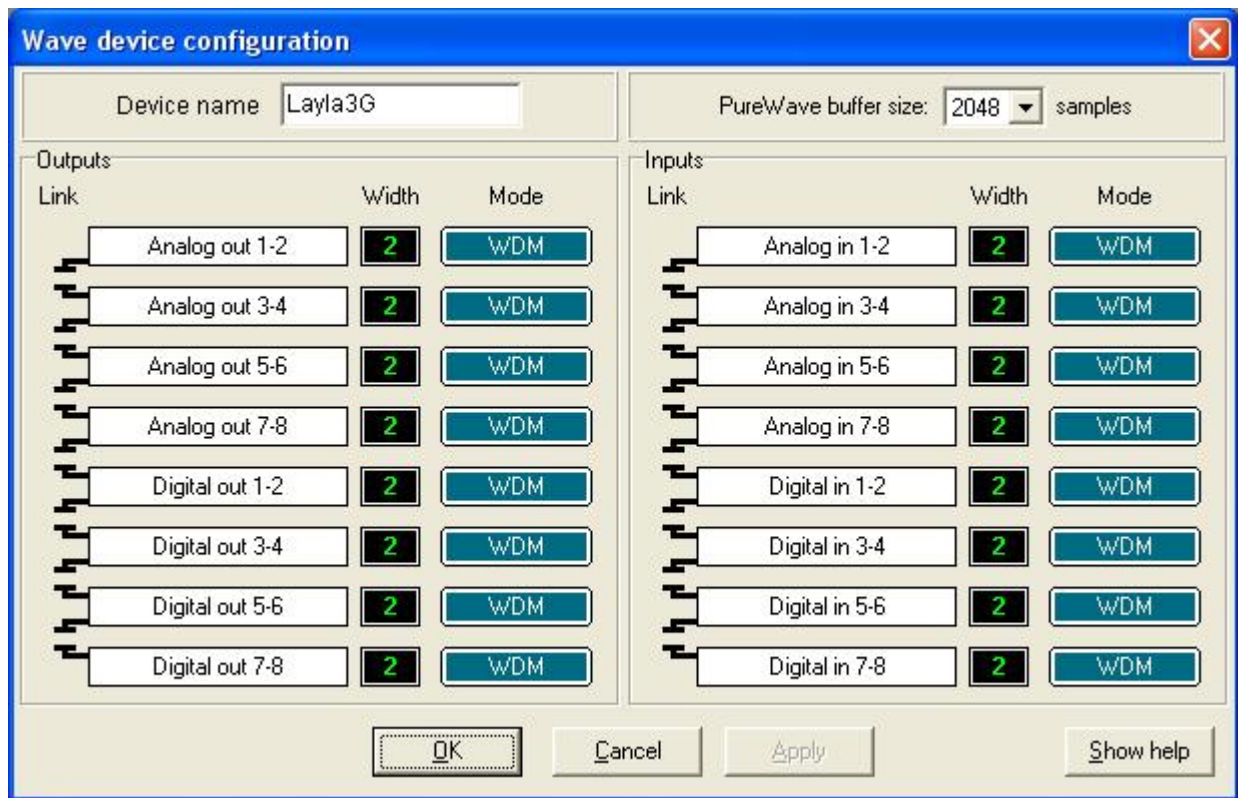 Wave device configuration
Device name Layla3G
PureWave buffer size: 2048 samples
Outputs
Link Width Mode
Analog out 1-2 2 WDM
Analog out 3-4 2 WDM
Analog out 5-6 2 WDM
Analog out 7-8 2 WDM
Digital out 1-2 2 WDM
Digital out 3-4 2 WDM
Digital out 5-6 2 WDM
Digital out 7-8 2 WDM
Inputs
Link Width Mode
Analog in 1-2 2 WDM
Analog in 3-4 2 WDM
Analog in 5-6 2 WDM
Analog in 7-8 2 WDM
Digital in 1-2 2 WDM
Digital in 3-4 2 WDM
Digital in 5-6 2 WDM
Digital in 7-8 2 WDM
OK Cancel Apply Show help